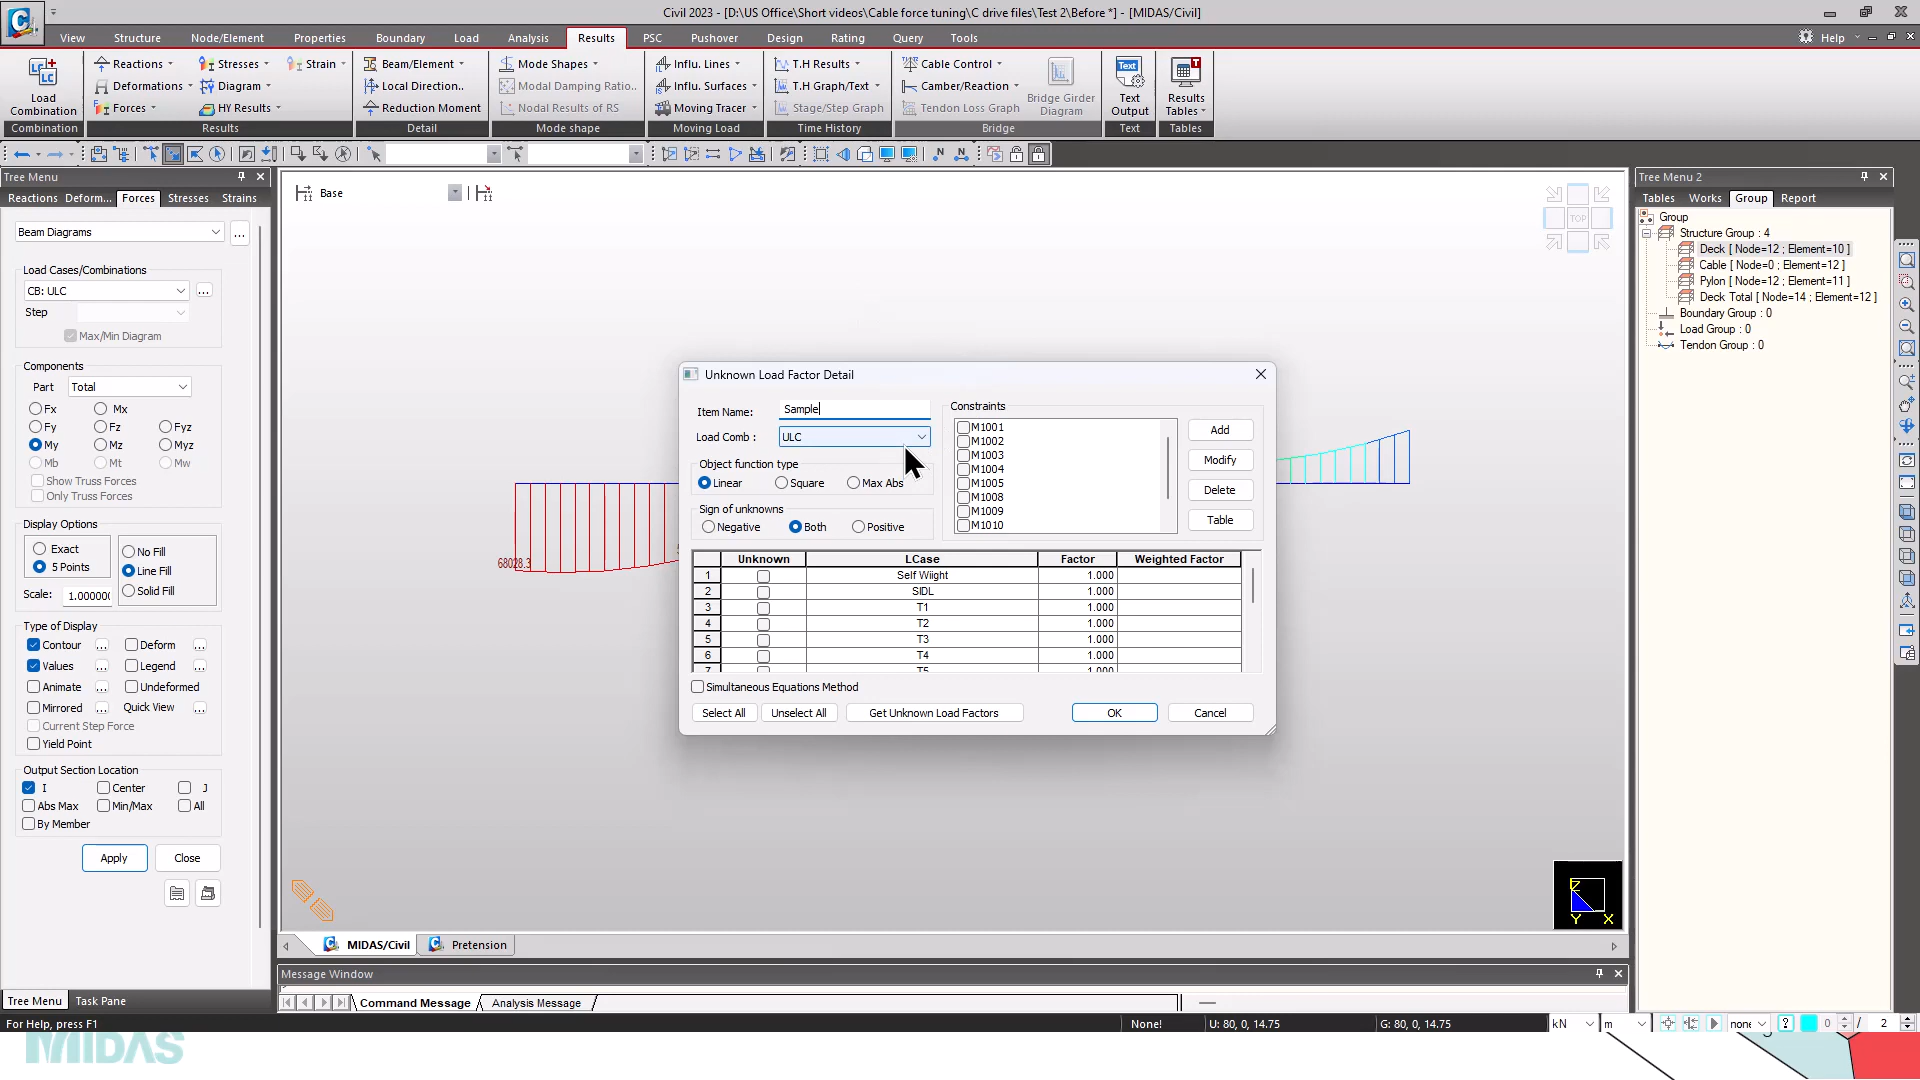 Civil 2023 - [D:\US Office\Short videos\Cable force tuning\C drive files\Test 2\Before *] - [MIDAS/Civil]
View Structure Node/Element Properties Boundary Load Analysis Results PSC Pushover Design Rating Query Tools Help
Reactions Stresses Strain Beam/Element Mode Shapes Influ. Lines T.H Results Cable Control
Deformations Diagram Local Direction.. Modal Damping Ratio.. Influ. Surfaces T.H Graph/Text Camber/Reaction
Forces HY Results Reduction Moment Nodal Results of RS Moving Tracer Stage/Step Graph Tendon Loss Graph
Load Combination
Bridge Girder Diagram
Text Output
Results Tables
Combination Results Detail Mode shape Moving Load Time History Bridge Text Tables
Tree Menu
Reactions Deform... Forces Stresses Strains
Beam Diagrams ...
Load Cases/Combinations
CB: ULC ...
Step
Max/Min Diagram
Components
Part Total
Fx Mx
Fy Fz Fyz
My Mz Myz
Mb Mt Mw
Show Truss Forces
Only Truss Forces
Display Options
Exact
5 Points
No Fill
Line Fill
Solid Fill
Scale: 1.00000
Type of Display
Contour ... Deform ...
Values ... Legend ...
Animate ... Undeformed
Mirrored ... Quick View ...
Current Step Force
Yield Point
Output Section Location
I Center J
Abs Max Min/Max All
By Member
Apply Close
Tree Menu Task Pane
Base
TOP
68028.3
Unknown Load Factor Detail
Item Name: Sample
Load Comb : ULC
Object function type
Linear Square Max Abs
Sign of unknowns
Negative Both Positive
Constraints
M1001
M1002
M1003
M1004
M1005
M1008
M1009
M1010
Add
Modify
Delete
Table
Unknown LCase Factor Weighted Factor
1 Self Wiight 1.000
2 SIDL 1.000
3 T1 1.000
4 T2 1.000
5 T3 1.000
6 T4 1.000
7 T5 1.000
Simultaneous Equations Method
Select All Unselect All Get Unknown Load Factors OK Cancel
Z
Y X
MIDAS/Civil Pretension
Message Window
Command Message Analysis Message
Tree Menu 2
Tables Works Group Report
Group
Structure Group : 4
Deck [ Node=12 ; Element=10 ]
Cable [ Node=0 ; Element=12 ]
Pylon [ Node=12 ; Element=11 ]
Deck Total [ Node=14 ; Element=12 ]
Boundary Group : 0
Load Group : 0
Tendon Group : 0
For Help, press F1 None! U: 80, 0, 14.75 G: 80, 0, 14.75 kN m none ? 0 / 2
MIDAS